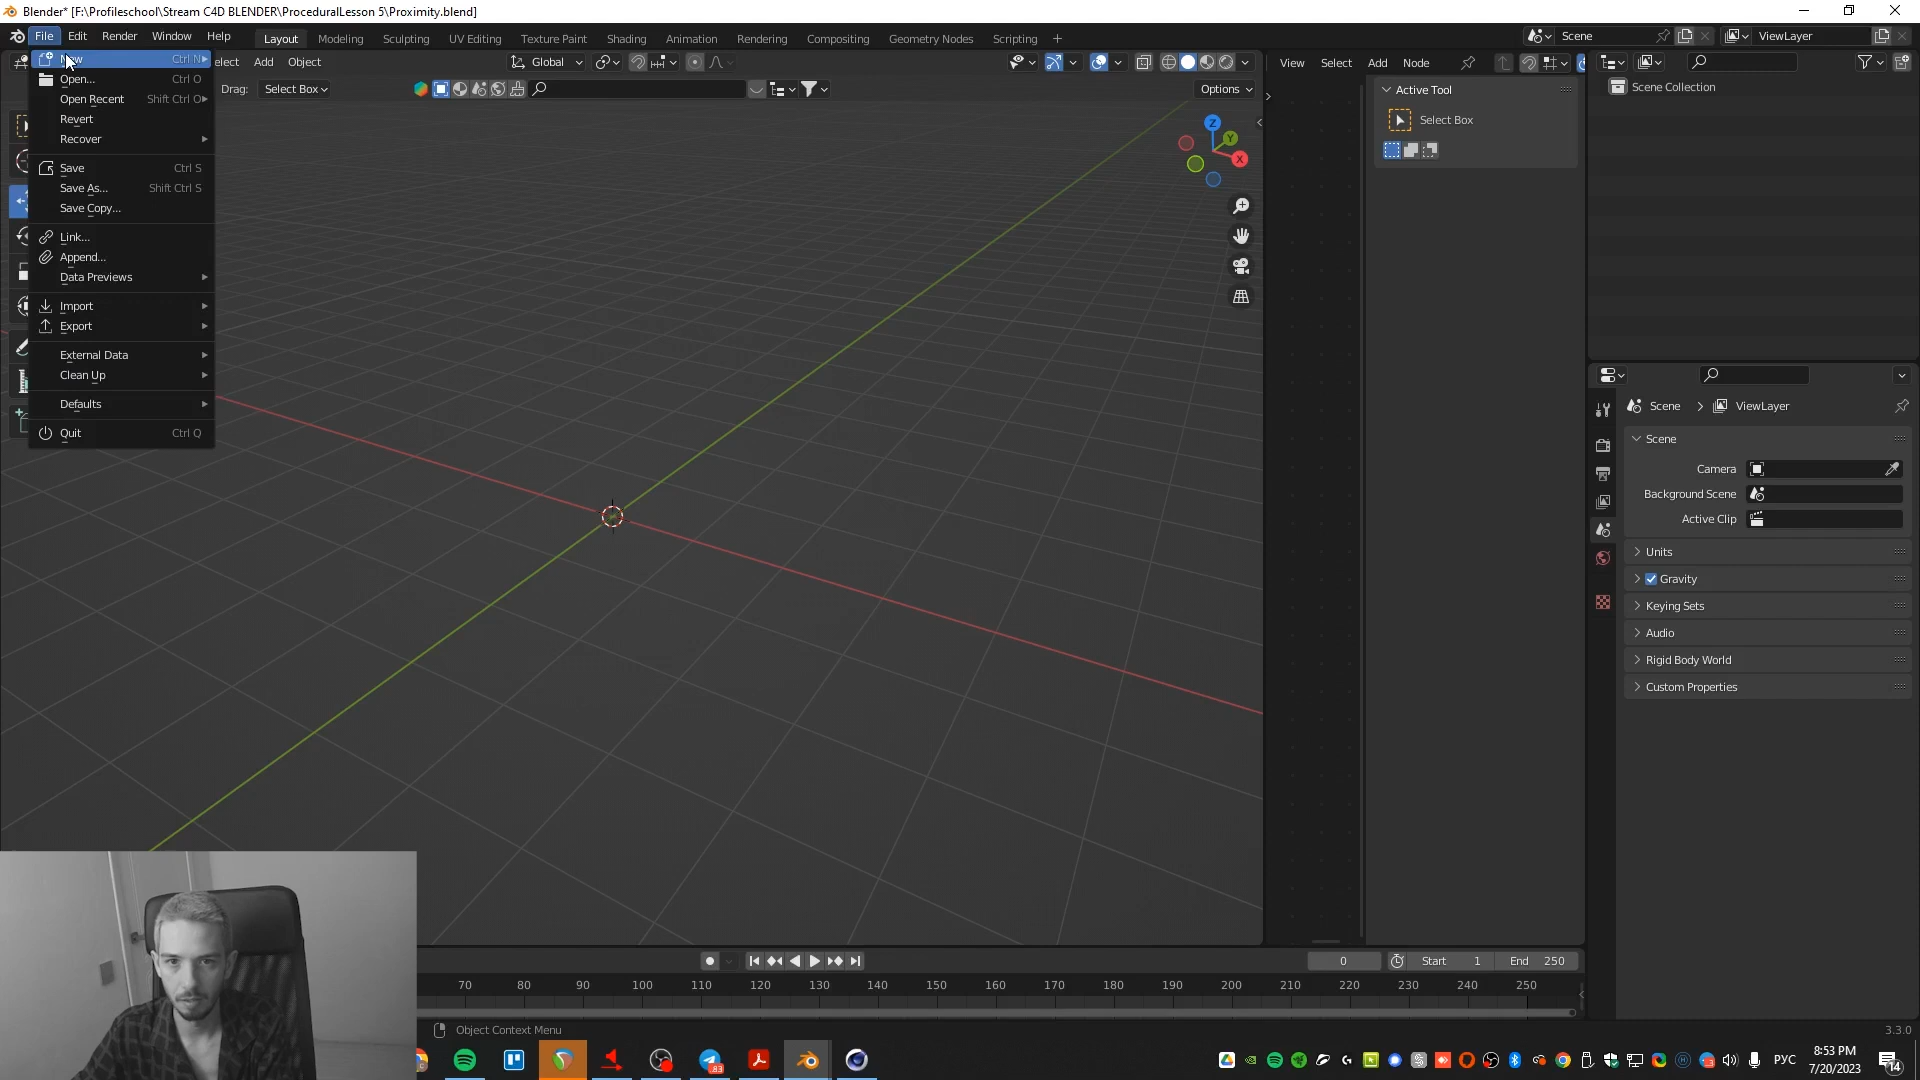 Blender* [F:\Profileschool\Stream C4D BLENDER\ProceduralLesson 5\Proximity.blend]
File Edit Render Window Help Layout Modeling Sculpting UV Editing Texture Paint Shading Animation Rendering Compositing Geometry Nodes Scripting + Scene ViewLayer
New Ctrl N
Open... Ctrl O
Open Recent Shift Ctrl O
Revert
Recover
Save Ctrl S
Save As... Shift Ctrl S
Save Copy...
Link...
Append...
Data Previews
Import
Export
External Data
Clean Up
Defaults
Quit Ctrl Q
Add Object Global
Drag: Select Box
Options
Z
Y
X
View Select Add Node
Active Tool
Select Box
Scene Collection
Scene > ViewLayer
Scene
Camera
Background Scene
Active Clip
Units
Gravity
Keying Sets
Audio
Rigid Body World
Custom Properties
0 Start 1 End 250
70 80 90 100 110 120 130 140 150 160 170 180 190 200 210 220 230 240 250
Object Context Menu
3.3.0
83
РУС
8:53 PM
7/20/2023
14